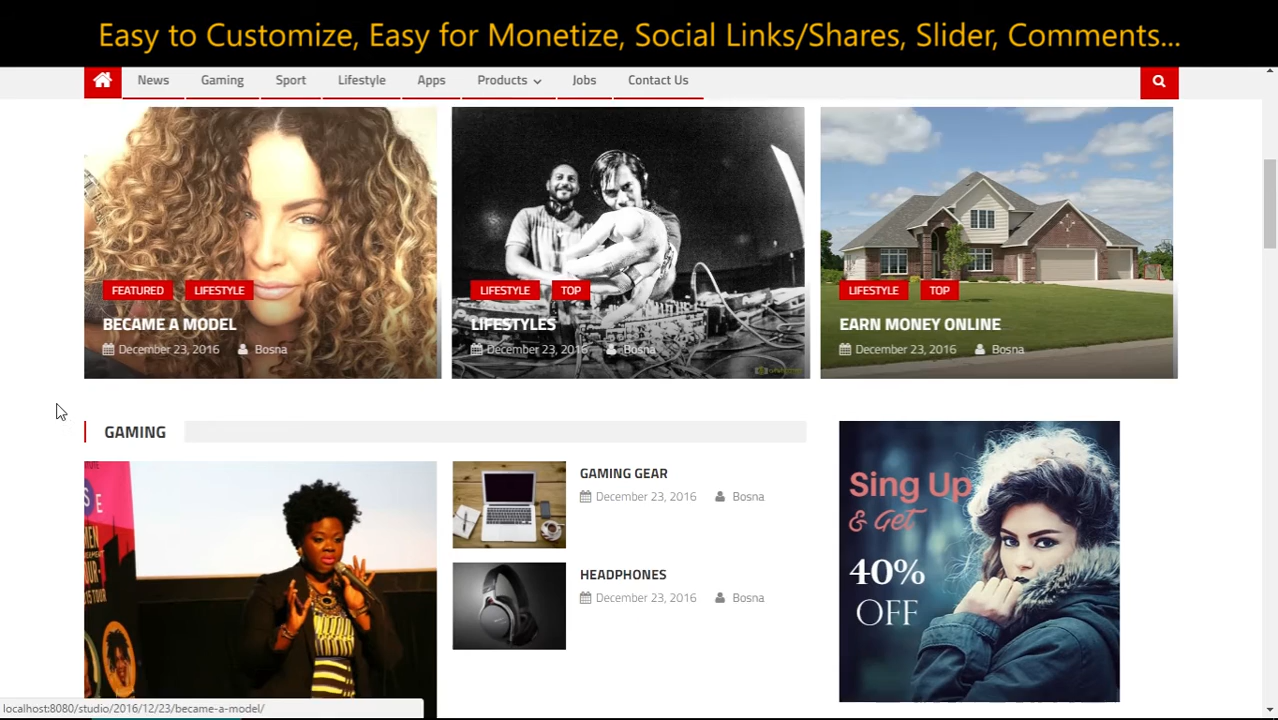 Easy to Customize, Easy for Monetize, Social Links/Shares, Slider, Comments...
News Gaming Sport Lifestyle Apps Products Jobs Contact Us
FEATURED LIFESTYLE
BECAME A MODEL
December 23, 2016 Bosna
LIFESTYLE TOP
LIFESTYLES
December 23, 2016 Bosna
LIFESTYLE TOP
EARN MONEY ONLINE
December 23, 2016 Bosna
GAMING
GAMING GEAR
December 23, 2016 Bosna
HEADPHONES
December 23, 2016 Bosna
Sing Up
& Get
40%
OFF
localhost:8080/studio/2016/12/23/became-a-model/